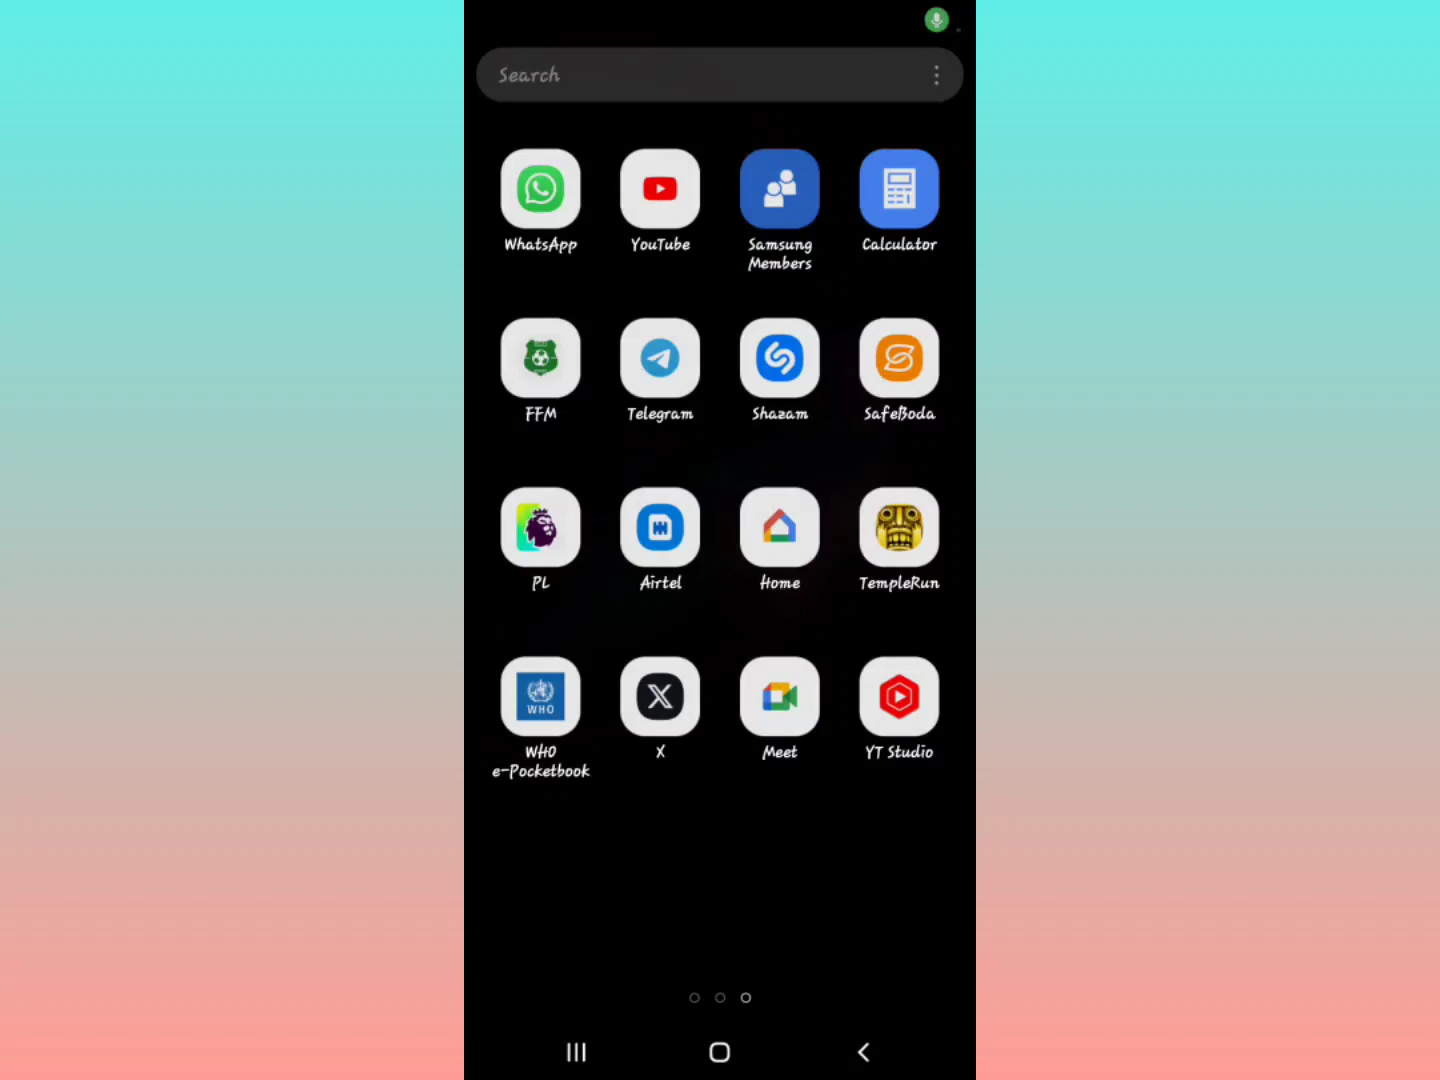 Search
WhatsApp
YouTube
Samsung
Members
Calculator
FFM
Telegram
Shazam
SafeBoda
PL
Airtel
Home
TempleRun
WHO
WHO
e-Pocketbook
X
Meet
YT Studio